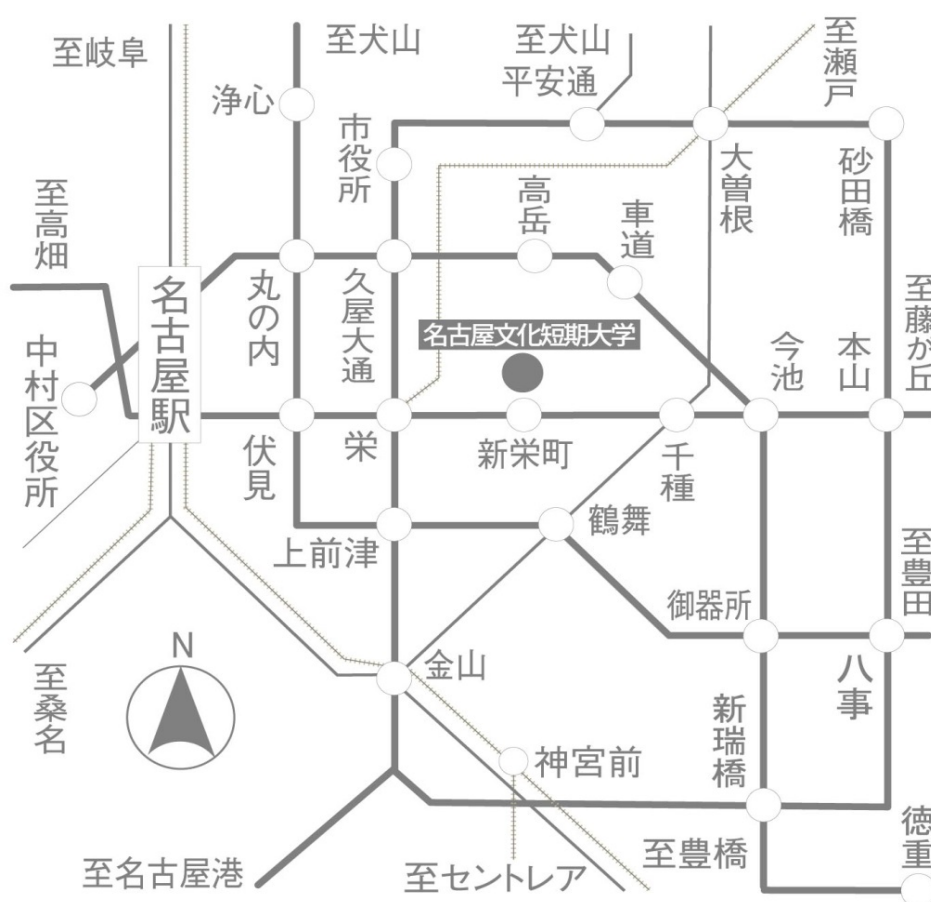 至岐阜
至犬山
至犬山
至瀬戸
浄心
平安通
市役所
大曽根
砂田橋
至高畑
高岳
車道
丸の内
久屋大通
名古屋駅
名古屋文化短期大学
至藤が丘
中村区役所
今池
本山
伏見
栄
新栄町
千種
上前津
鶴舞
至豊田
御器所
金山
八事
至桑名
N
新瑞橋
神宮前
至豊橋
徳重
至名古屋港
至セントレア